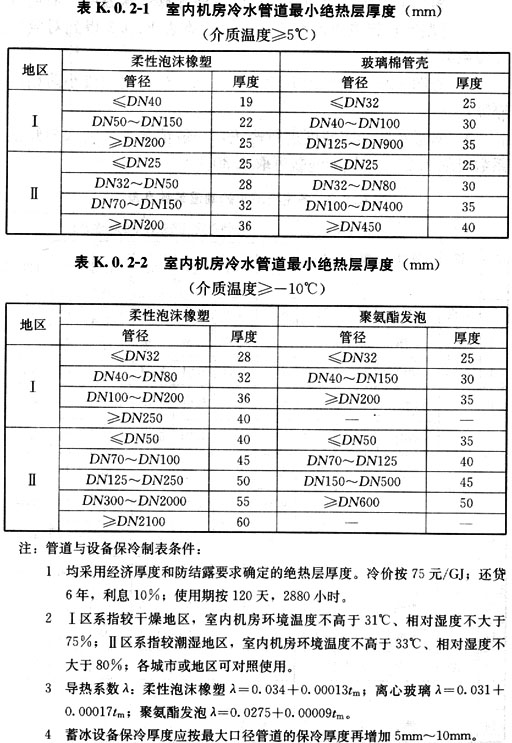 表 K.0.2-1 室内机房冷水管道最小绝热层厚度(mm)
(介质温度≥5℃)
地区 柔性泡沫橡塑 玻璃棉管壳
管径 厚度 管径 厚度
Ⅰ ≤DN40 19 ≤DN32 25
DN50~DN150 22 DN40~DN100 30
≥DN200 25 DN125~DN900 35
Ⅱ ≤DN25 25 ≤DN25 25
DN32~DN50 28 DN32~DN80 30
DN70~DN150 32 DN100~DN400 35
≥DN200 36 ≥DN450 40
表 K.0.2-2 室内机房冷水管道最小绝热层厚度(mm)
(介质温度≥-10℃)
地区 柔性泡沫橡塑 聚氨酯发泡
管径 厚度 管径 厚度
Ⅰ ≤DN32 28 ≤DN32 25
DN40~DN80 32 DN40~DN150 30
DN100~DN200 36 ≥DN200 35
≥DN250 40 — —
Ⅱ ≤DN50 40 ≤DN50 35
DN70~DN100 45 DN70~DN125 40
DN125~DN250 50 DN150~DN500 45
DN300~DN2000 55 ≥DN600 50
≥DN2100 60 — —
注:管道与设备保冷制表条件:
1 均采用经济厚度和防结露要求确定的绝热层厚度。冷价按 75 元/GJ;还贷
6年,利息10%;使用期按 120 天,2880 小时。
2 Ⅰ区系指较干燥地区,室内机房环境温度不高于 31℃、相对湿度不大于
75%;Ⅱ区系指较潮湿地区,室内机房环境温度不高于 33℃、相对湿度不
大于 80%;各城市或地区可对照使用。
3 导热系数 λ:柔性泡沫橡塑 λ=0.034+0.00013tm;离心玻璃 λ=0.031+
0.00017tm;聚氨酯发泡 λ=0.0275+0.00009tm。
4 蓄冰设备保冷厚度应按最大口径管道的保冷厚度再增加 5mm~10mm。